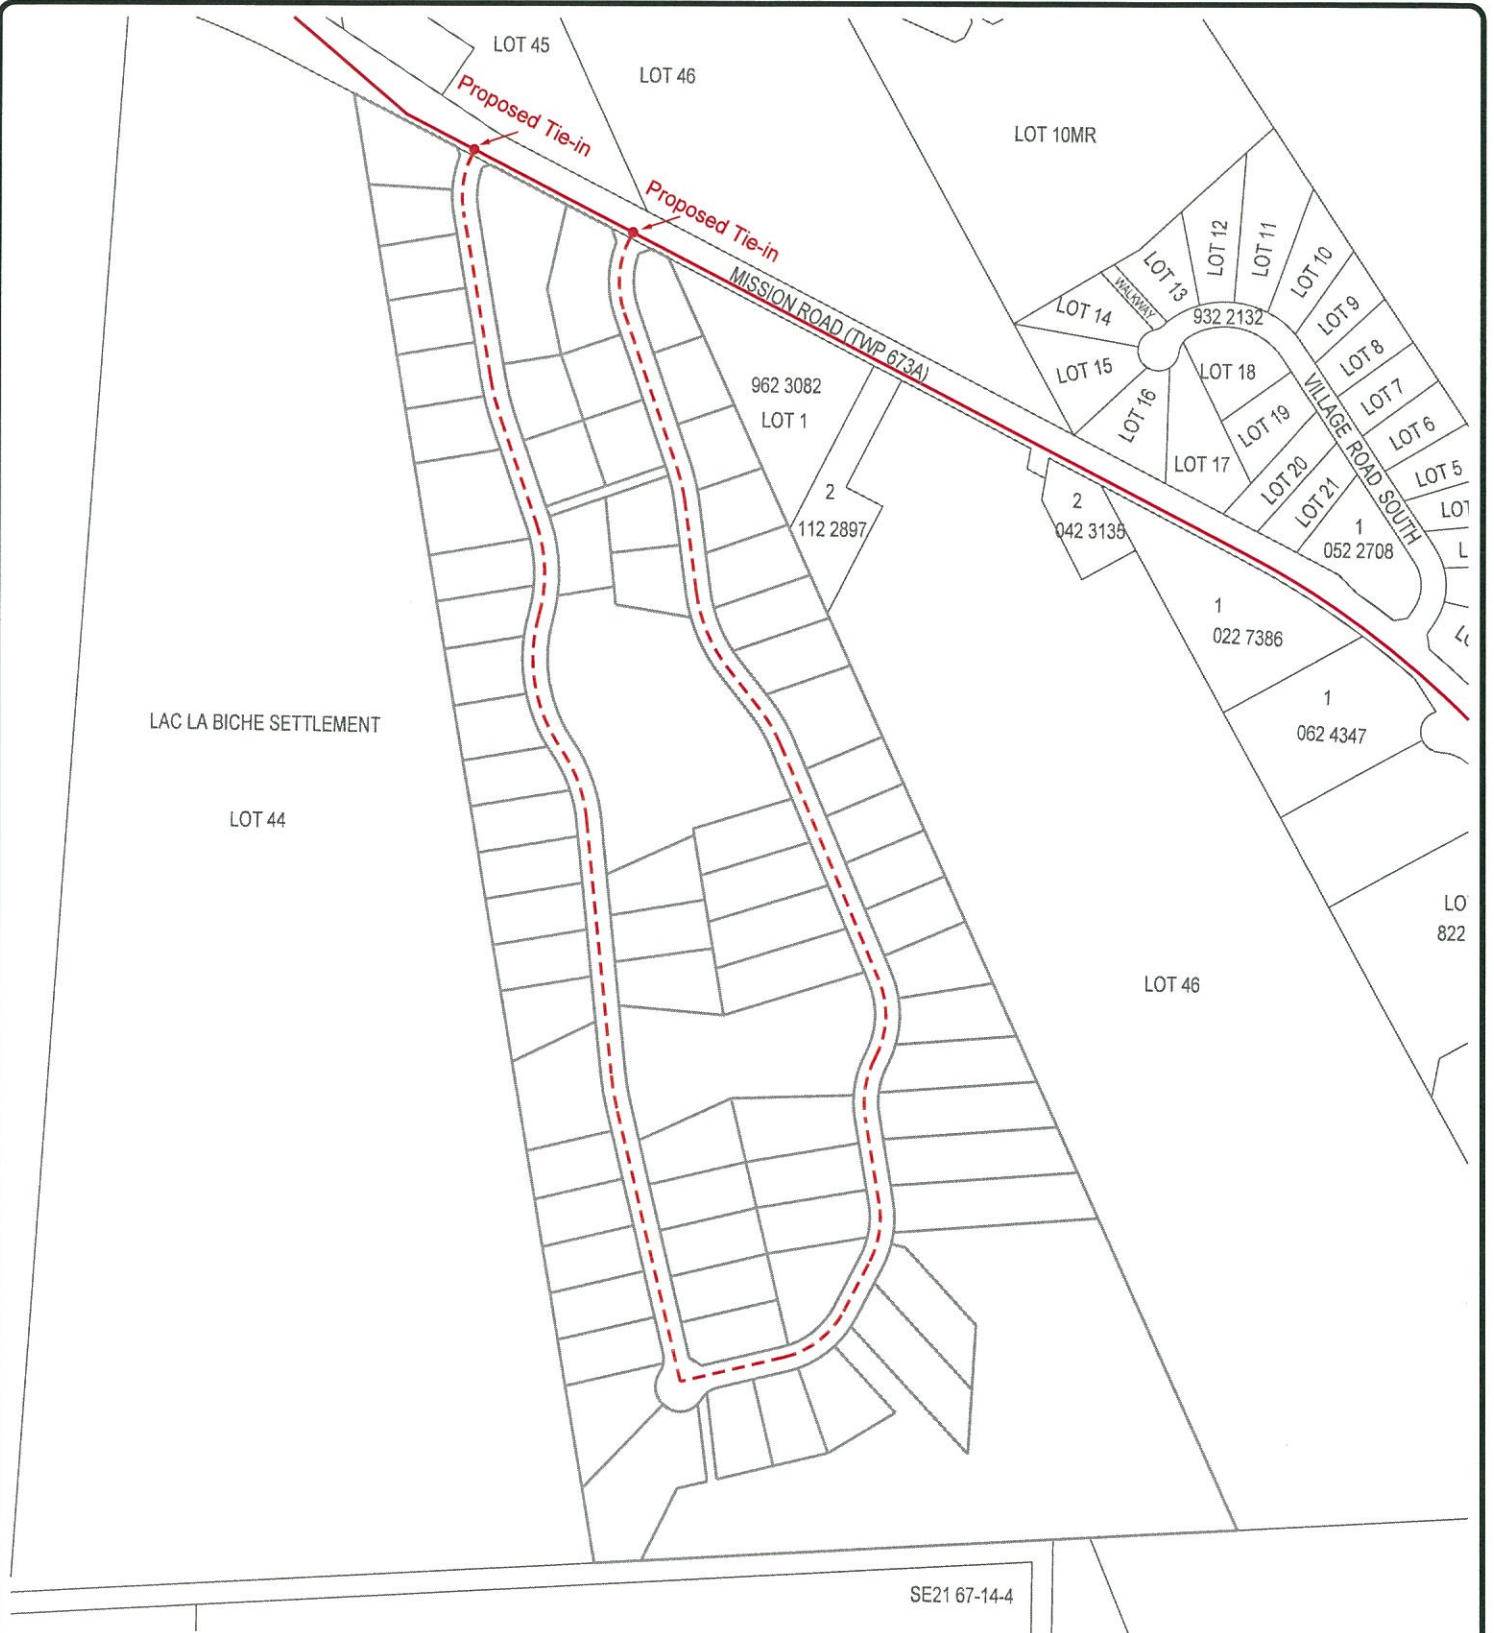 LOT 45
LOT 46
Proposed Tie-in
LOT 10MR
Proposed Tie-in
MISSION ROAD (TWP 673A)
LOT 12
LOT 11
LOT 10
LOT 13
WALKWAY
LOT 14
932 2132
LOT 9
LOT 8
LOT 15
LOT 18
LOT 7
VILLAGE ROAD SOUTH
962 3082
LOT 1
LOT 16
LOT 19
LOT 6
LOT 17
LOT 20
LOT 5
LOT 21
LOT
2
112 2897
2
042 3135
1
052 2708
L
1
022 7386
LAC LA BICHE SETTLEMENT
1
062 4347
LOT 44
LO
822
LOT 46
SE21 67-14-4